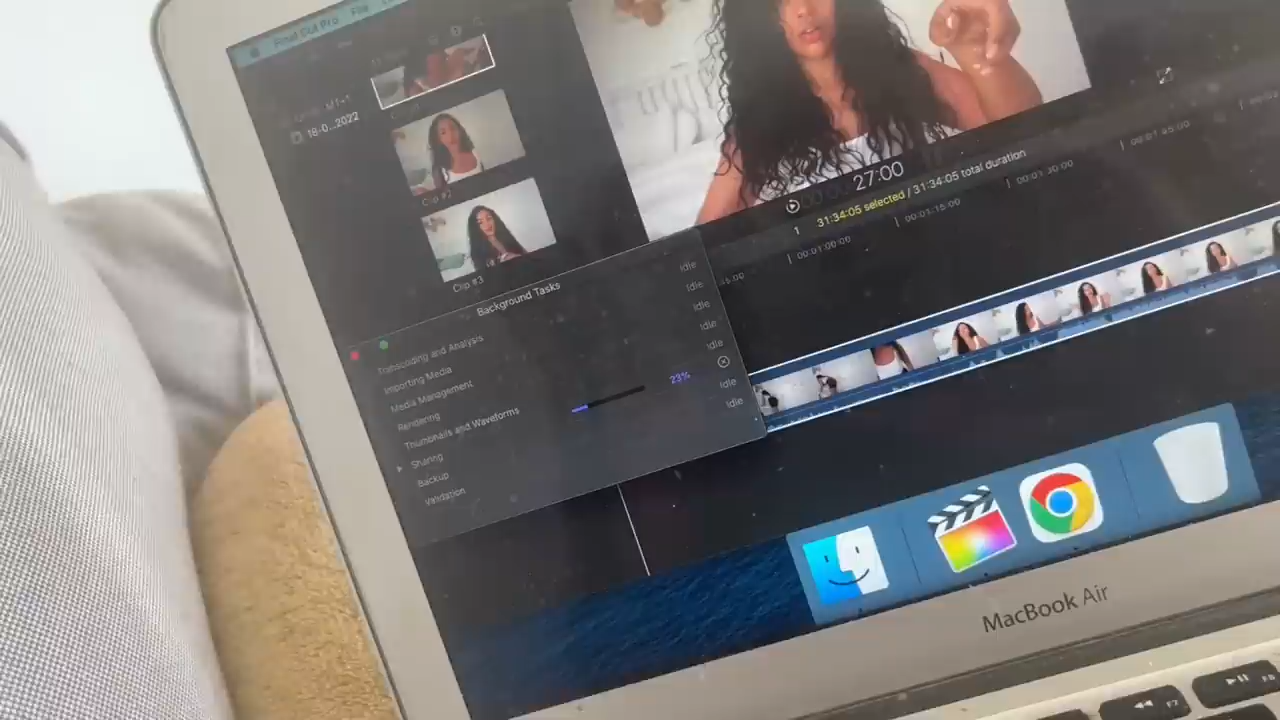 Final Cut Pro File
18-0...2022
Clip #2
Clip #3
27:00
1 31:34:05 selected / 31:34:05 total duration
00:01:00:00
00:01:15:00
00:01:30:00
00:01:45:00
Background Tasks
Transcoding and Analysis Idle
Importing Media Idle
Media Management Idle
Rendering Idle
Thumbnails and Waveforms Idle
Sharing 23%
Backup Idle
Validation Idle
MacBook Air
F7
F8